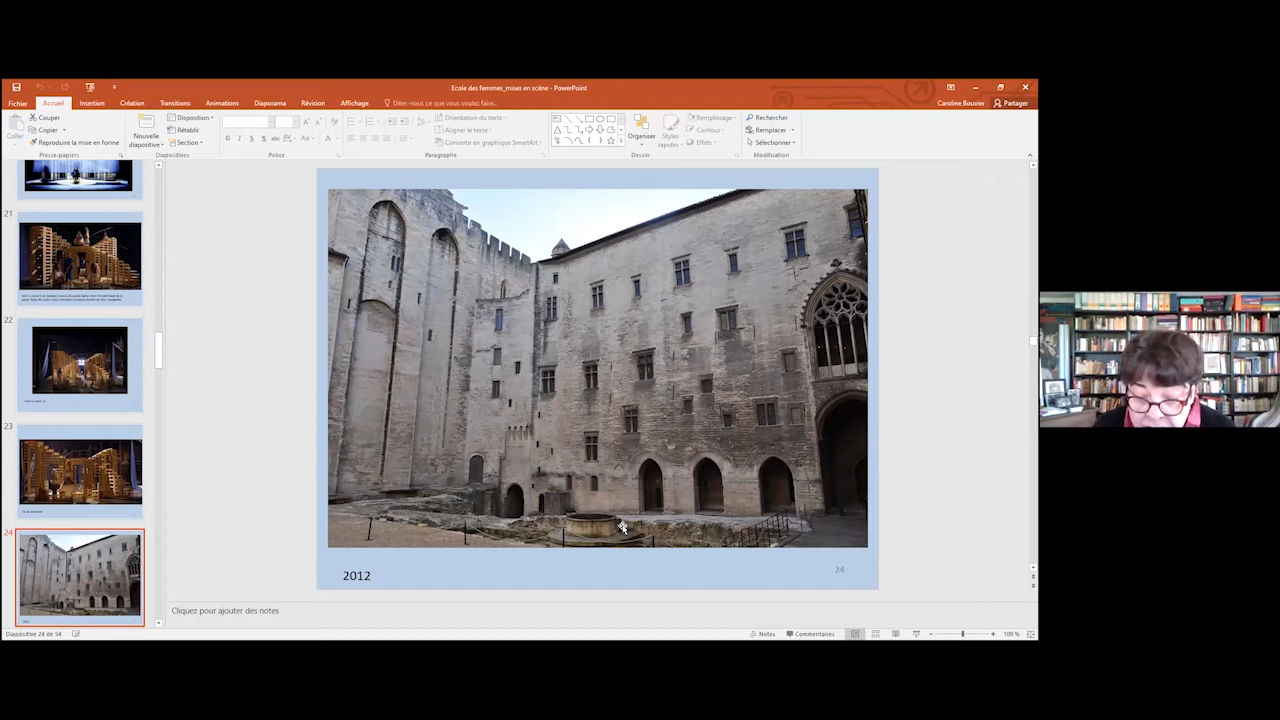 Ecole des femmes_mises en scène - PowerPoint
Fichier Accueil Insertion Création Transitions Animations Diaporama Révision Affichage Dites-nous ce que vous voulez faire. Caroline Bouvier Partager
Coller
Couper
Copier
Reproduire la mise en forme
Presse-papiers
Nouvelle diapositive
Disposition
Rétablir
Section
Diapositives
G I S S abc
Police
Orientation du texte
Aligner le texte
Convertir en graphique SmartArt
Paragraphe
Organiser
Styles rapides
Remplissage
Contour
Effets
Dessin
Rechercher
Remplacer
Sélectionner
Modification
21
22
23
24
2012
24
Cliquez pour ajouter des notes
Diapositive 24 de 54 Notes Commentaires 109 %